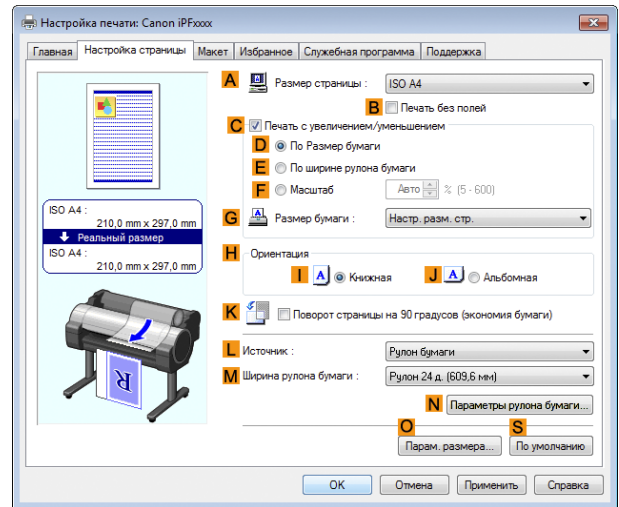 Настройка печати: Canon iPFxxxx
Главная Настройка страницы Макет Избранное Служебная программа Поддержка
A Размер страницы : ISO A4
B Печать без полей
C Печать с увеличением/уменьшением
D По Размер бумаги
E По ширине рулона бумаги
F Масштаб Авто % (5 - 600)
G Размер бумаги : Настр. разм. стр.
ISO A4 :
210,0 mm x 297,0 mm
Реальный размер
ISO A4 :
210,0 mm x 297,0 mm
H Ориентация
I A Книжная J A Альбомная
K Поворот страницы на 90 градусов (экономия бумаги)
L Источник : Рулон бумаги
M Ширина рулона бумаги : Рулон 24 д. (609,6 мм)
N Параметры рулона бумаги...
O S
Парам. размера... По умолчанию
R
OK Отмена Применить Справка